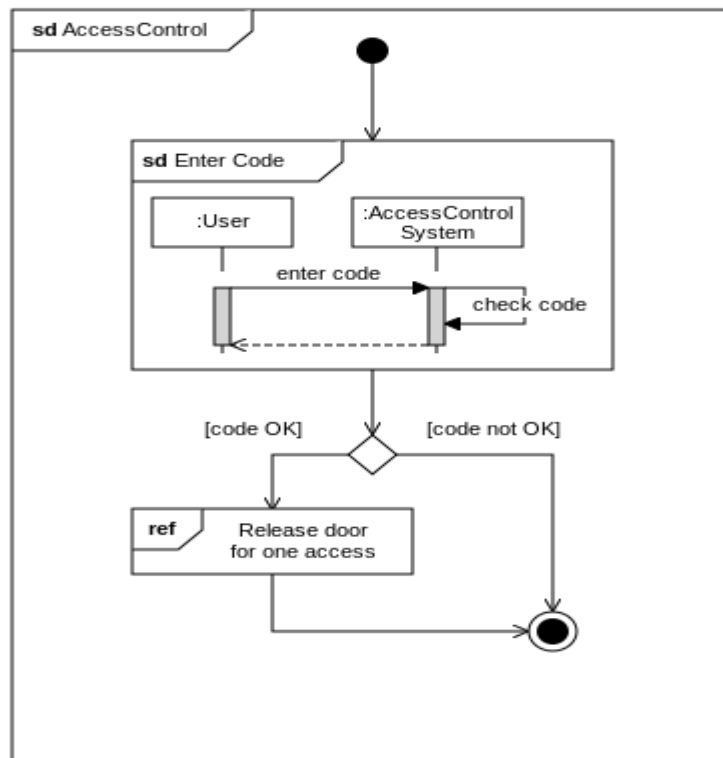 sd AccessControl
sd Enter Code
:User
:AccessControl
System
enter code
check code
[code OK]
[code not OK]
ref
Release door
for one access